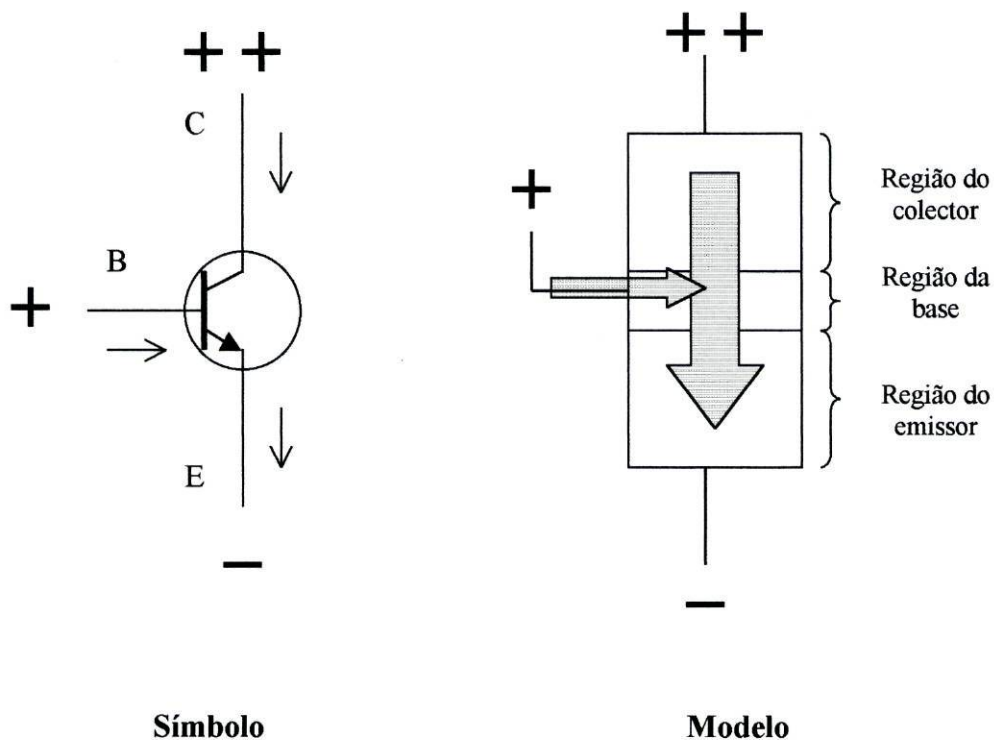 + +
C
B
+
E
−
Símbolo
+ +
+
Região do
colector
Região da
base
Região do
emissor
−
Modelo